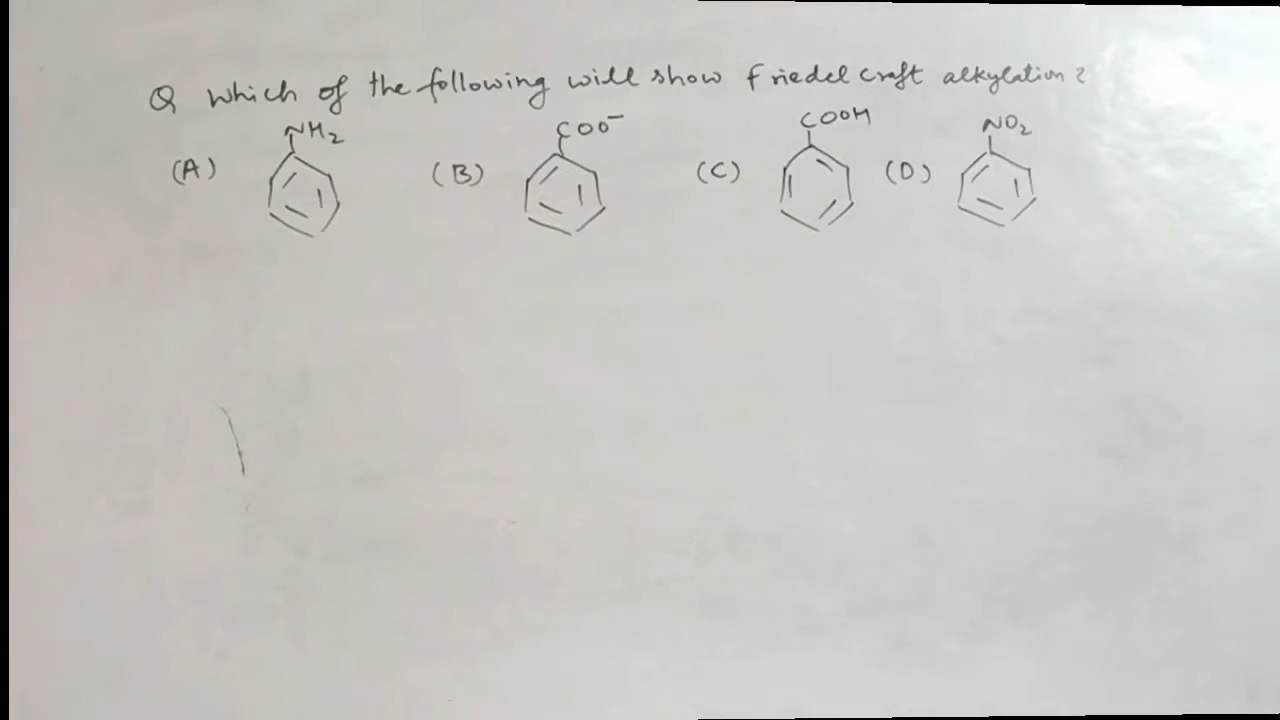 Q Which of the following will show Friedel craft alkylation?
NH2 COO- COOH NO2
(A) (B) (C) (D)